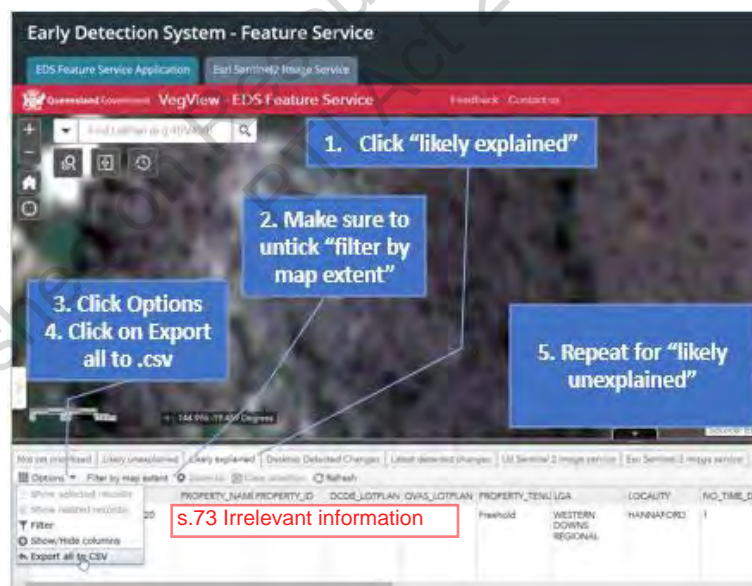 Early Detection System - Feature Service
EDS Feature Service Application
Esri Sentinel2 Image Service
Queensland Government VegView - EDS Feature Service
Feedback Contact us
1. Click "likely explained"
2. Make sure to
untick "filter by
map extent"
3. Click Options
4. Click on Export
all to .csv
5. Repeat for "likely
unexplained"
Degrees
Not yet prioritised
Likely unexplained
Likely explained
Desktop Detected Changes
Latest detected changes
Options
Filter by map extent
Refresh
Show selected records
Show related records
Filter
Show/Hide columns
Export all to CSV
PROPERTY_NAME
PROPERTY_ID
DCDB_LOTPLAN
QVAS_LOTPLAN
PROPERTY_TENU
LGA
LOCALITY
20
s.73 Irrelevant information
Freehold
WESTERN
DOWNS
REGIONAL
HANNAFORD
1